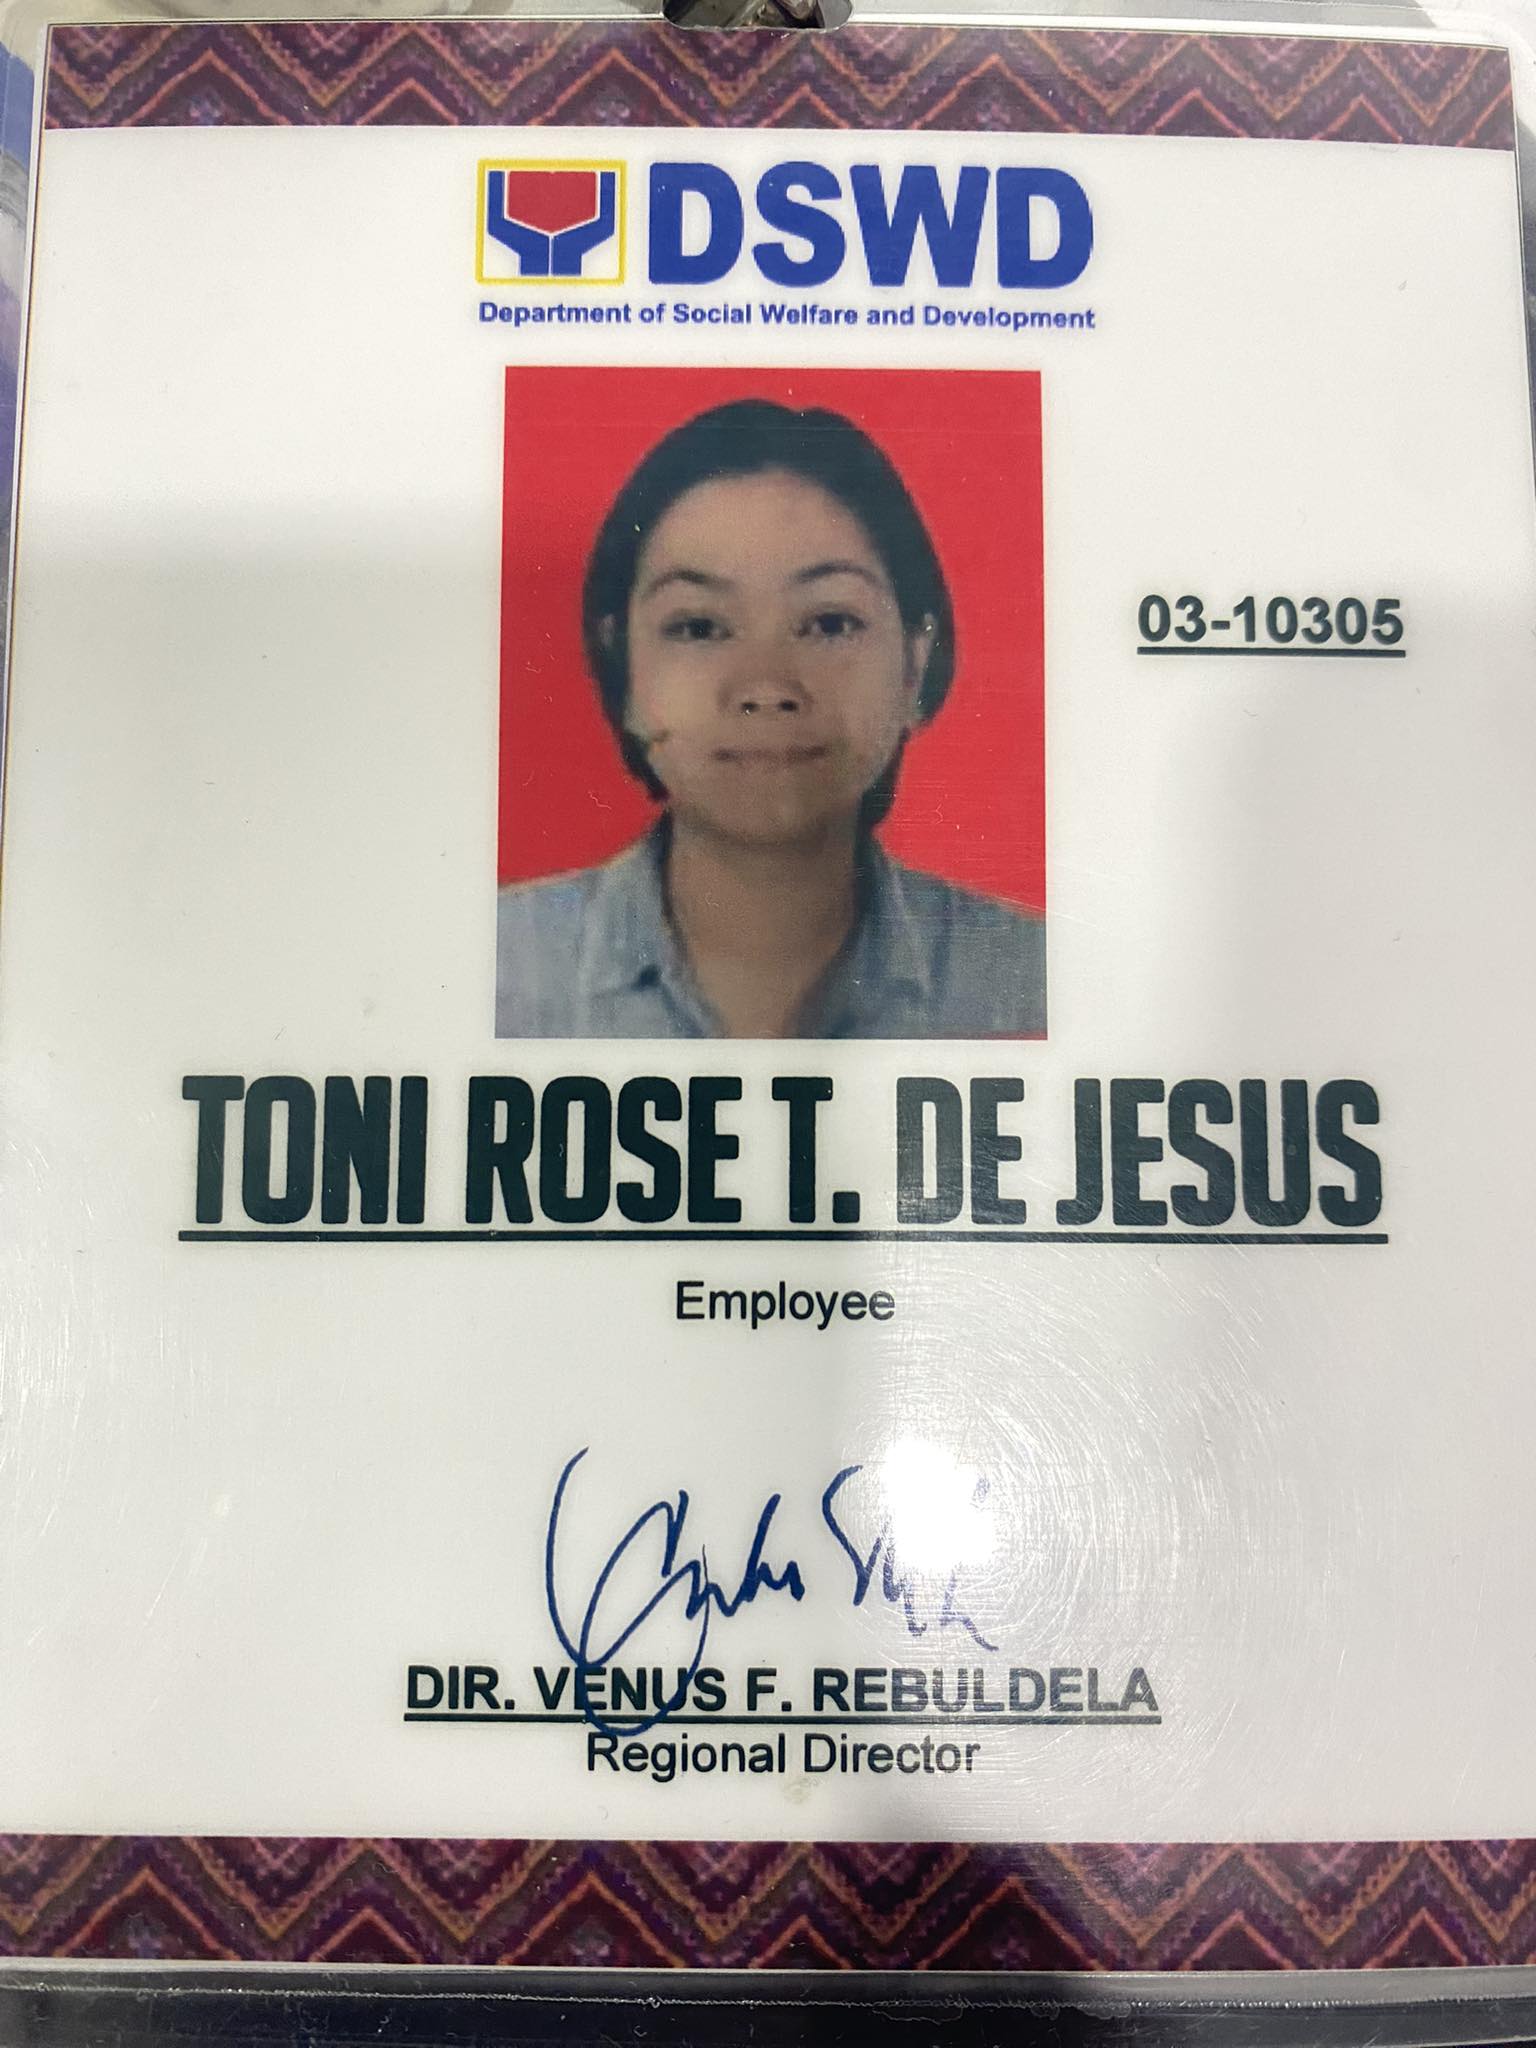 DSWD
Department of Social Welfare and Development
03-10305
TONI ROSE T. DE JESUS
Employee
DIR. VENUS F. REBULDELA
Regional Director